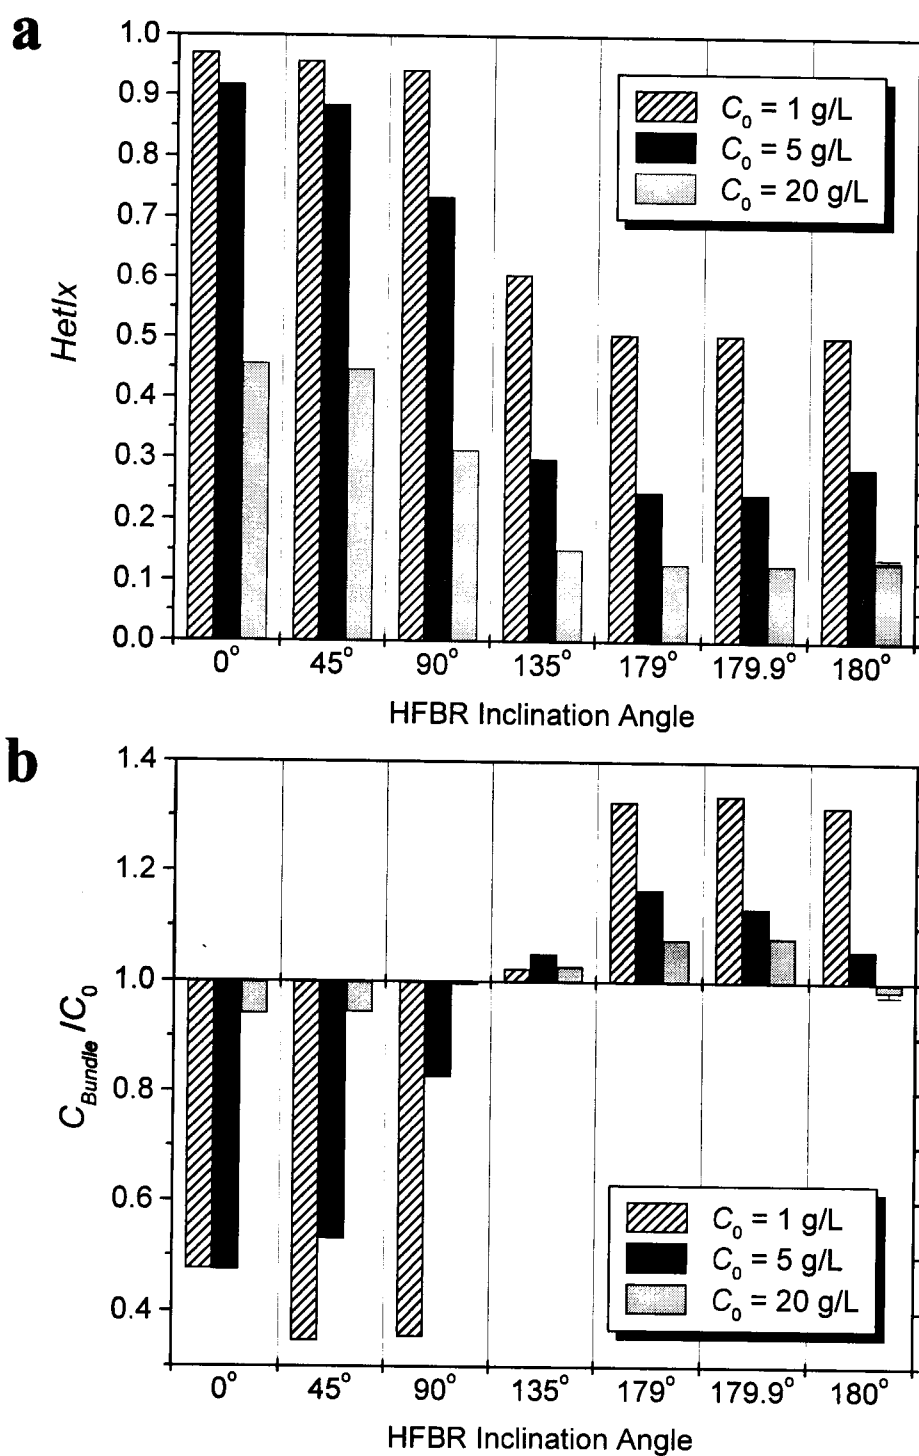 a
1.0
0.9
0.8
0.7
0.6
0.5
0.4
0.3
0.2
0.1
0.0
HetIx
C₀ = 1 g/L
C₀ = 5 g/L
C₀ = 20 g/L
0° 45° 90° 135° 179° 179.9° 180°
HFBR Inclination Angle
b
1.4
1.2
1.0
0.8
0.6
0.4
C_Bundle /C₀
C₀ = 1 g/L
C₀ = 5 g/L
C₀ = 20 g/L
0° 45° 90° 135° 179° 179.9° 180°
HFBR Inclination Angle